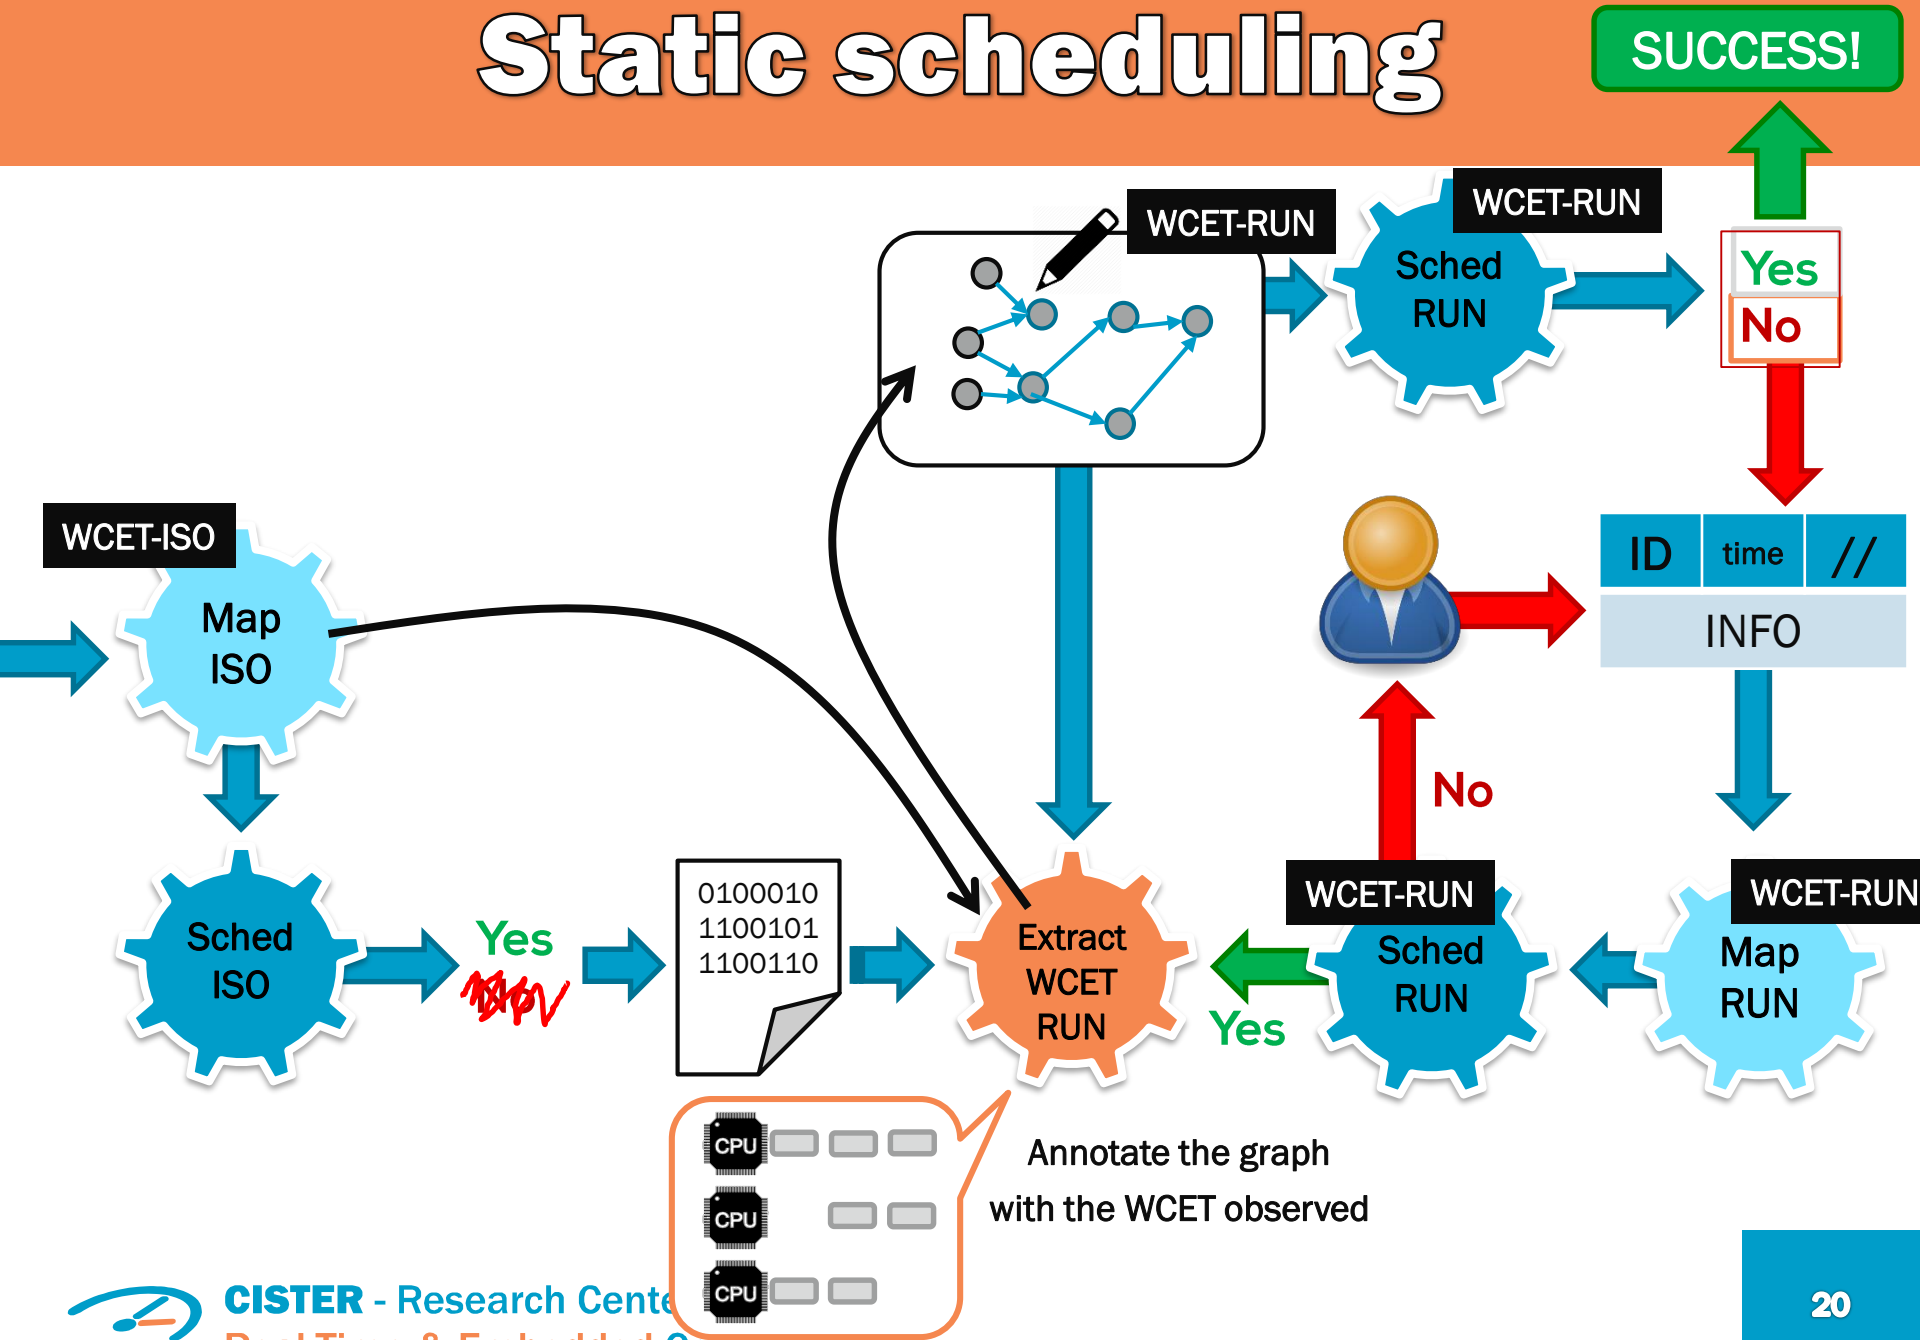 Static scheduling
SUCCESS!
WCET-RUN
WCET-RUN
Sched
RUN
Yes
No
WCET-ISO
Map
ISO
ID
time
//
INFO
No
Sched
ISO
Yes
0100010
1100101
1100110
Extract
WCET
RUN
Yes
WCET-RUN
Sched
RUN
WCET-RUN
Map
RUN
CPU
CPU
CPU
Annotate the graph
with the WCET observed
CISTER - Research
20